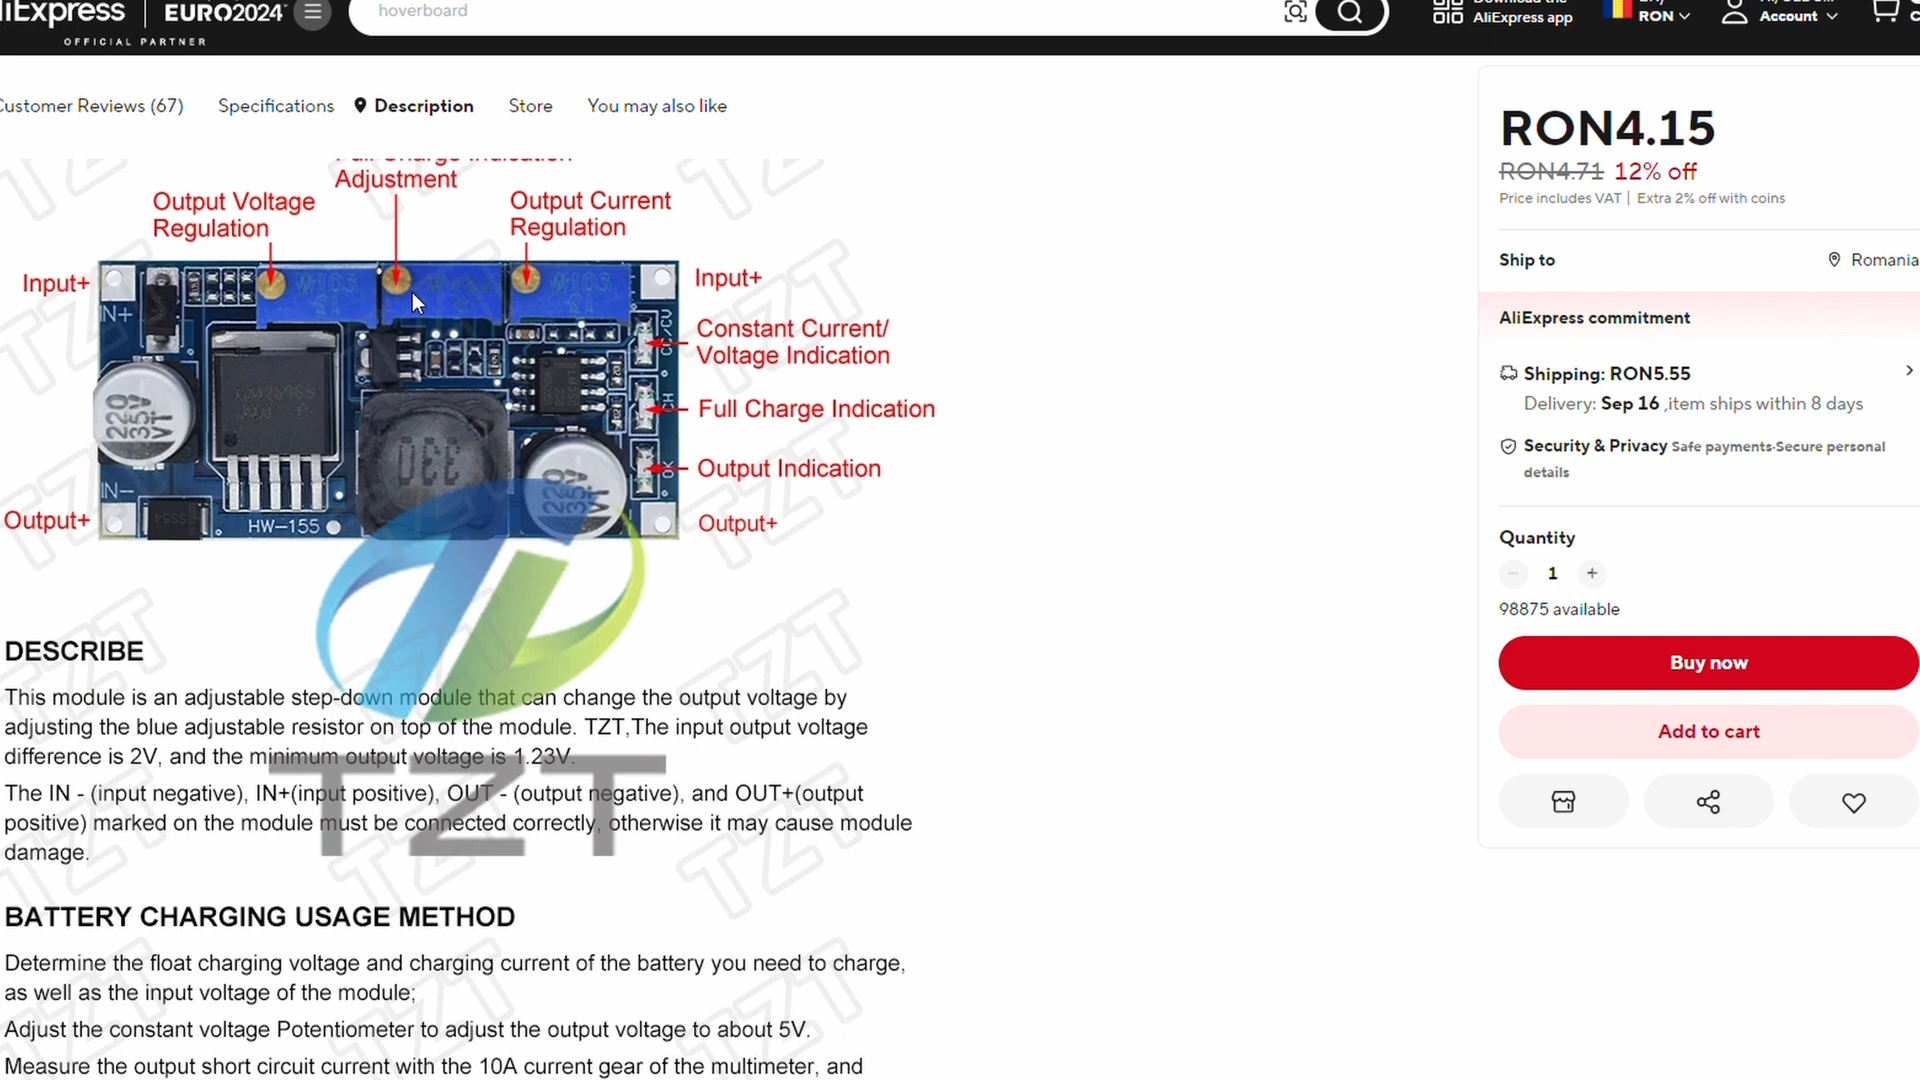 iExpress
EURO2024
OFFICIAL PARTNER
hoverboard
AliExpress app
RON
Account
Customer Reviews (67)
Specifications
Description
Store
You may also like
Adjustment
Output Voltage
Regulation
Output Current
Regulation
Input+
Input+
IN+
CC/CV
Constant Current/
Voltage Indication
220
35V
VT
330
CH
Full Charge Indication
OK
Output Indication
220
35V
VT
IN-
HW-155
Output+
Output+
DESCRIBE
This module is an adjustable step-down module that can change the output voltage by
adjusting the blue adjustable resistor on top of the module. TZT,The input output voltage
difference is 2V, and the minimum output voltage is 1.23V.
The IN - (input negative), IN+(input positive), OUT - (output negative), and OUT+(output
positive) marked on the module must be connected correctly, otherwise it may cause module
damage.
TZT
BATTERY CHARGING USAGE METHOD
Determine the float charging voltage and charging current of the battery you need to charge,
as well as the input voltage of the module;
Adjust the constant voltage Potentiometer to adjust the output voltage to about 5V.
Measure the output short circuit current with the 10A current gear of the multimeter, and
RON4.15
RON4.71 12% off
Price includes VAT | Extra 2% off with coins
Ship to
Romania
AliExpress commitment
Shipping: RON5.55
Delivery: Sep 16 ,item ships within 8 days
Security & Privacy Safe payments·Secure personal
details
Quantity
1
98875 available
Buy now
Add to cart